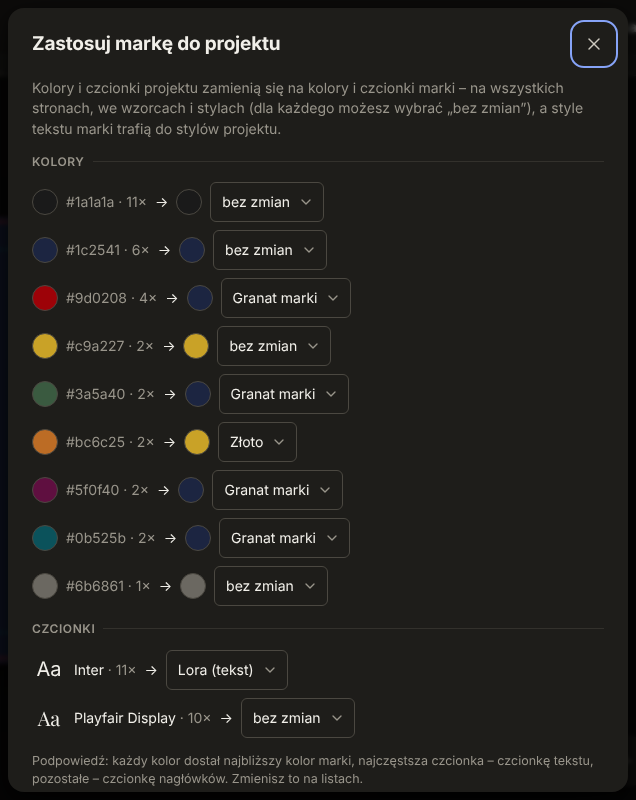 Zastosuj markę do projektu
Kolory i czcionki projektu zamienią się na kolory i czcionki marki – na wszystkich
stronach, we wzorcach i stylach (dla każdego możesz wybrać „bez zmian”), a style
tekstu marki trafią do stylów projektu.
KOLORY
#1a1a1a · 11× → bez zmian
#1c2541 · 6× → bez zmian
#9d0208 · 4× → Granat marki
#c9a227 · 2× → bez zmian
#3a5a40 · 2× → Granat marki
#bc6c25 · 2× → Złoto
#5f0f40 · 2× → Granat marki
#0b525b · 2× → Granat marki
#6b6861 · 1× → bez zmian
CZCIONKI
Aa Inter · 11× → Lora (tekst)
Aa Playfair Display · 10× → bez zmian
Podpowiedź: każdy kolor dostał najbliższy kolor marki, najczęstsza czcionka – czcionkę tekstu,
pozostałe – czcionkę nagłówków. Zmienisz to na listach.